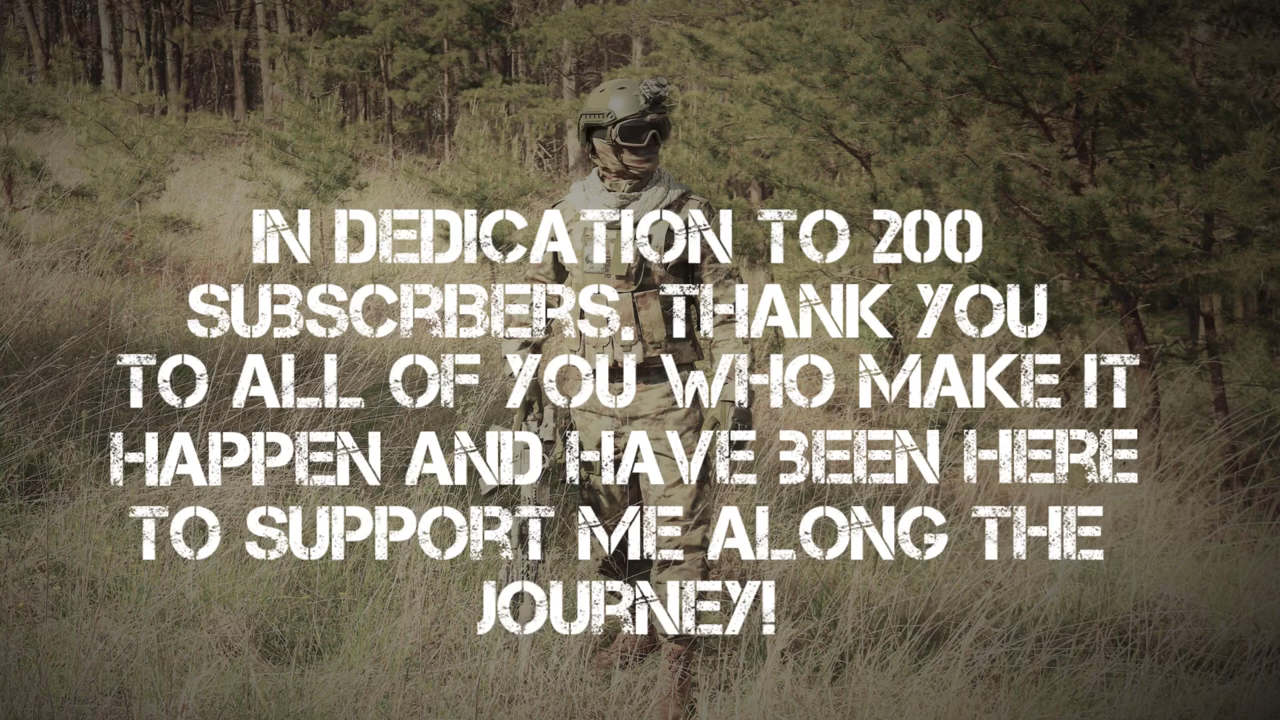 IN DEDICATION TO 200
SUBSCRBERS. THANK YOU
TO ALL OF YOU WHO MAKE IT
HAPPEN AND HAVE BEEN HERE
TO SUPPORT ME ALONG THE
JOURNEY!